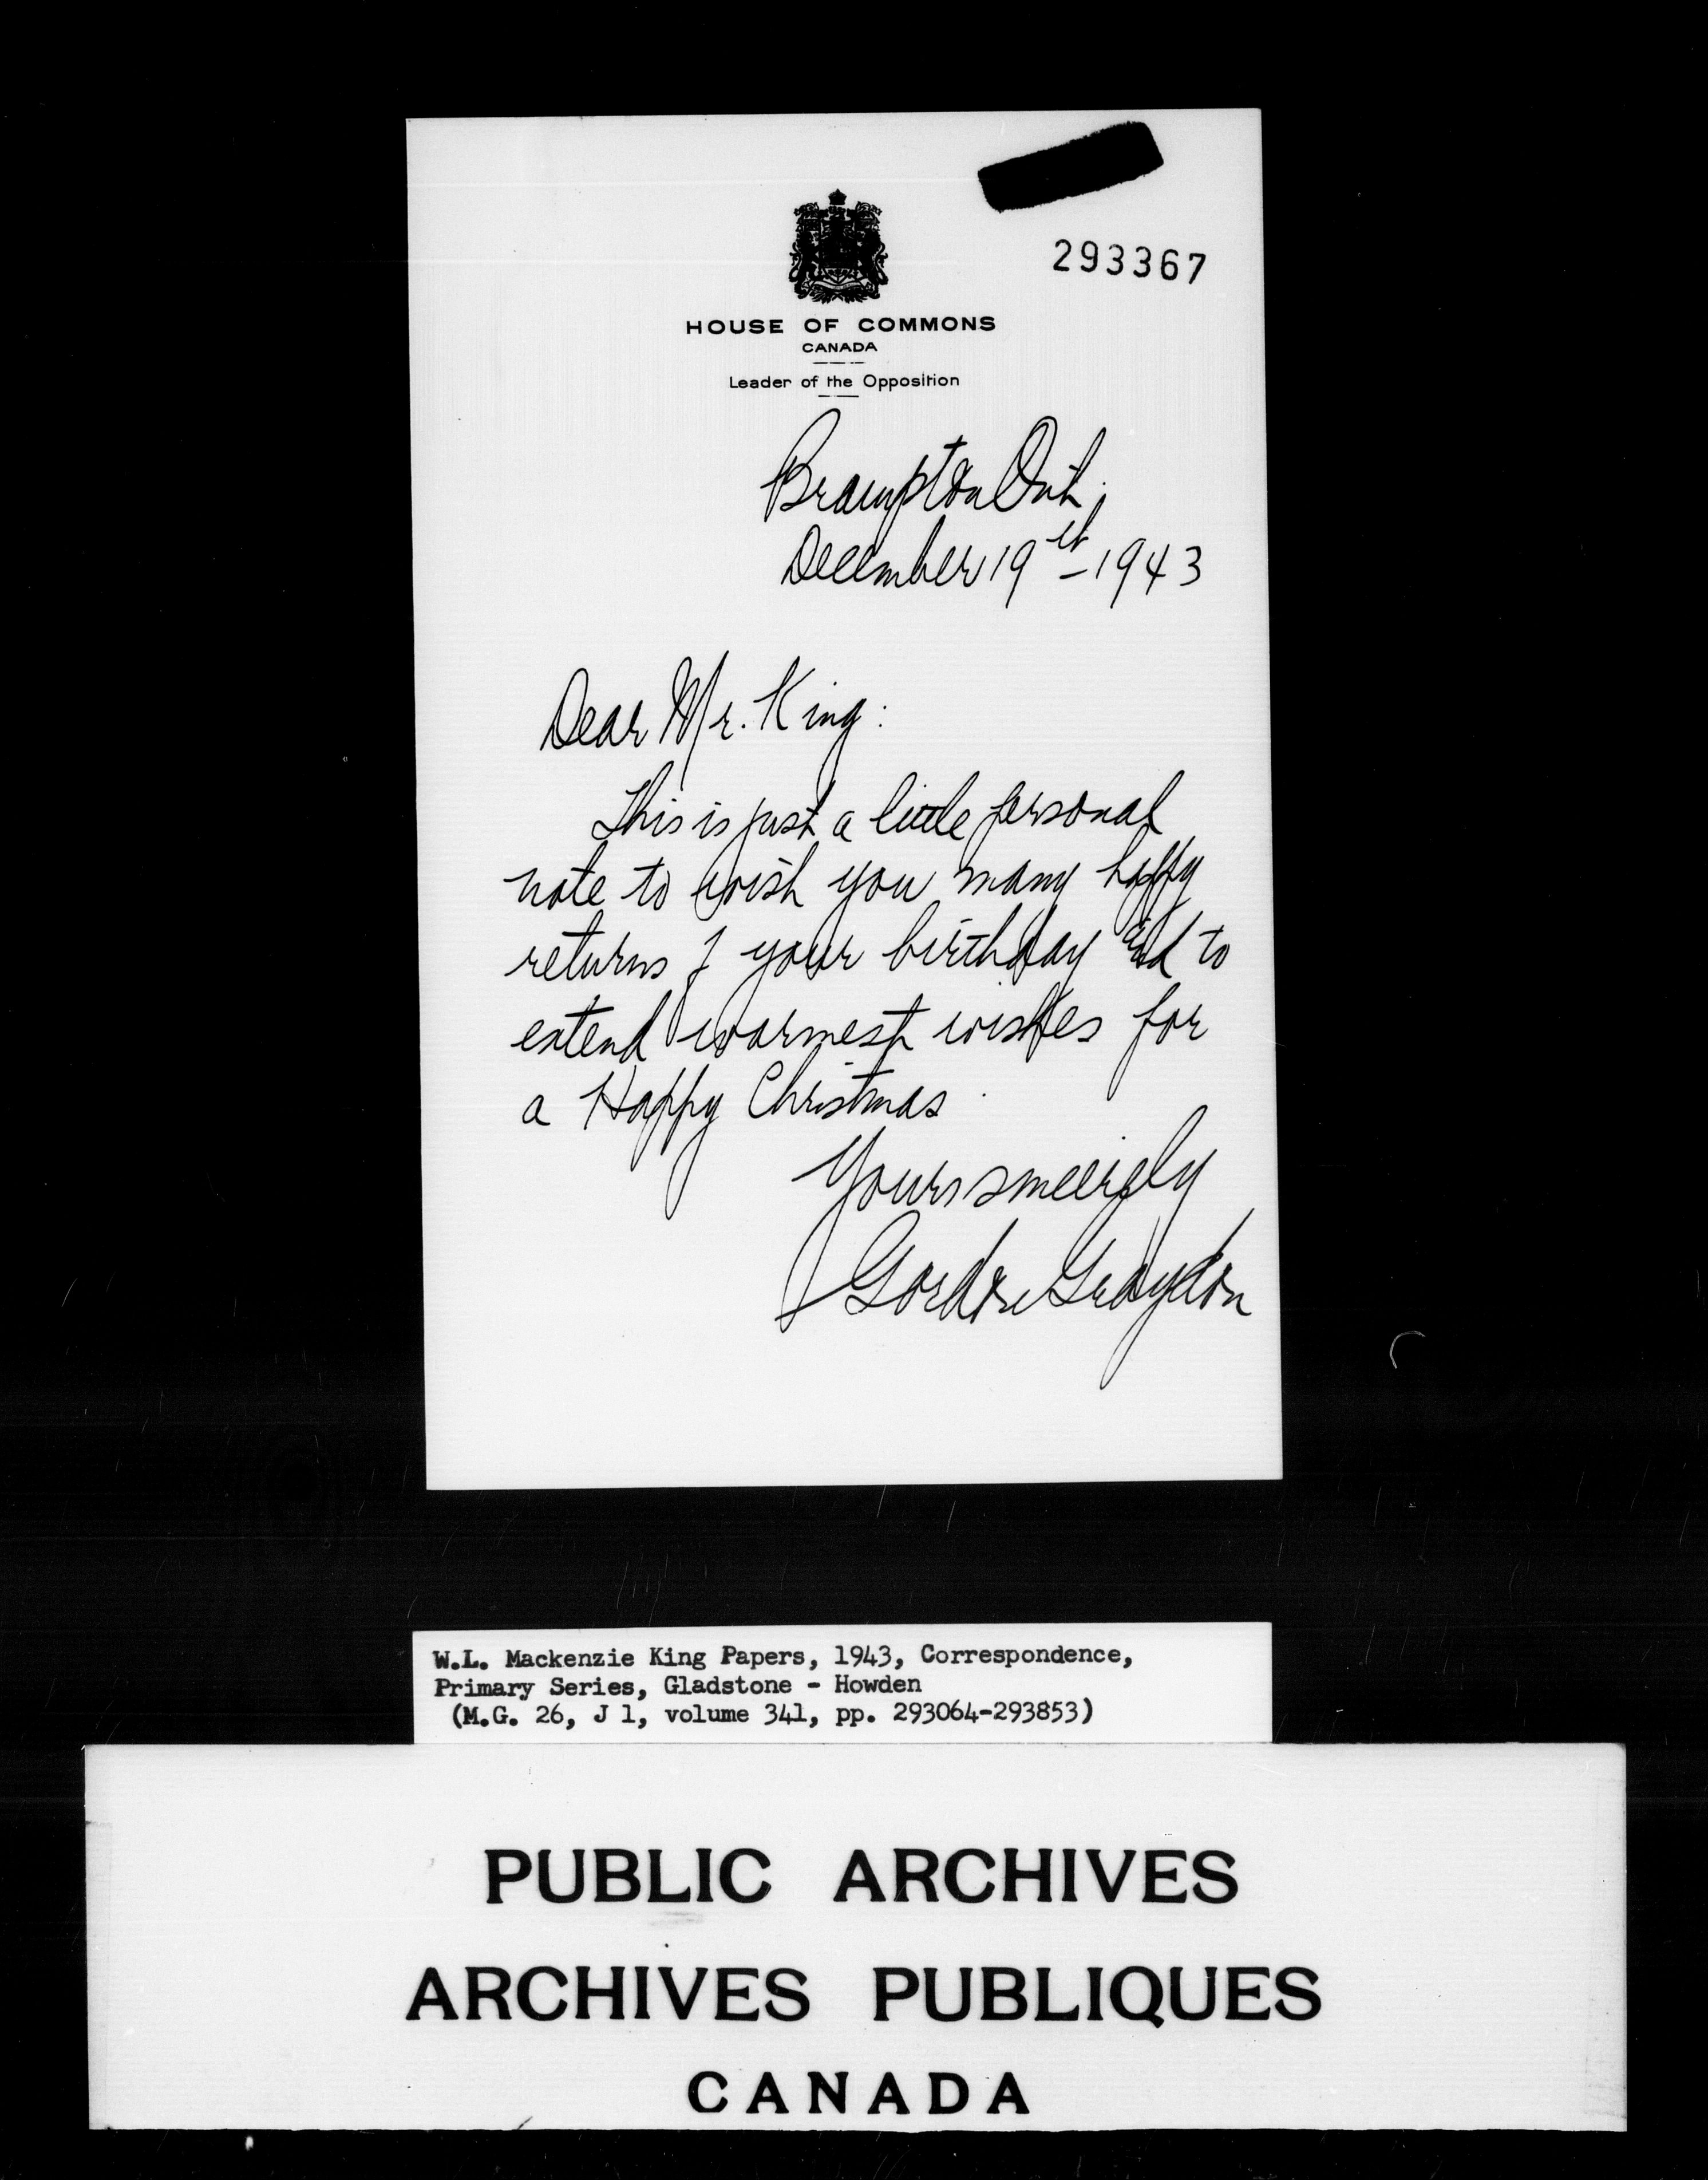 293367
HOUSE OF COMMONS
CANADA
Leader of the Opposition
Brampton Ont.
December 19th - 1943
Dear Mr. King:
This is just a little personal
note to wish you many happy
returns of your birthday and to
extend warmest wishes for
a Happy Christmas.
Yours sincerely
Gordon Graydon
W.L. Mackenzie King Papers, 1943, Correspondence,
Primary Series, Gladstone - Howden
(M.G. 26, J 1, volume 341, pp. 293064-293853)
PUBLIC ARCHIVES
ARCHIVES PUBLIQUES
CANADA